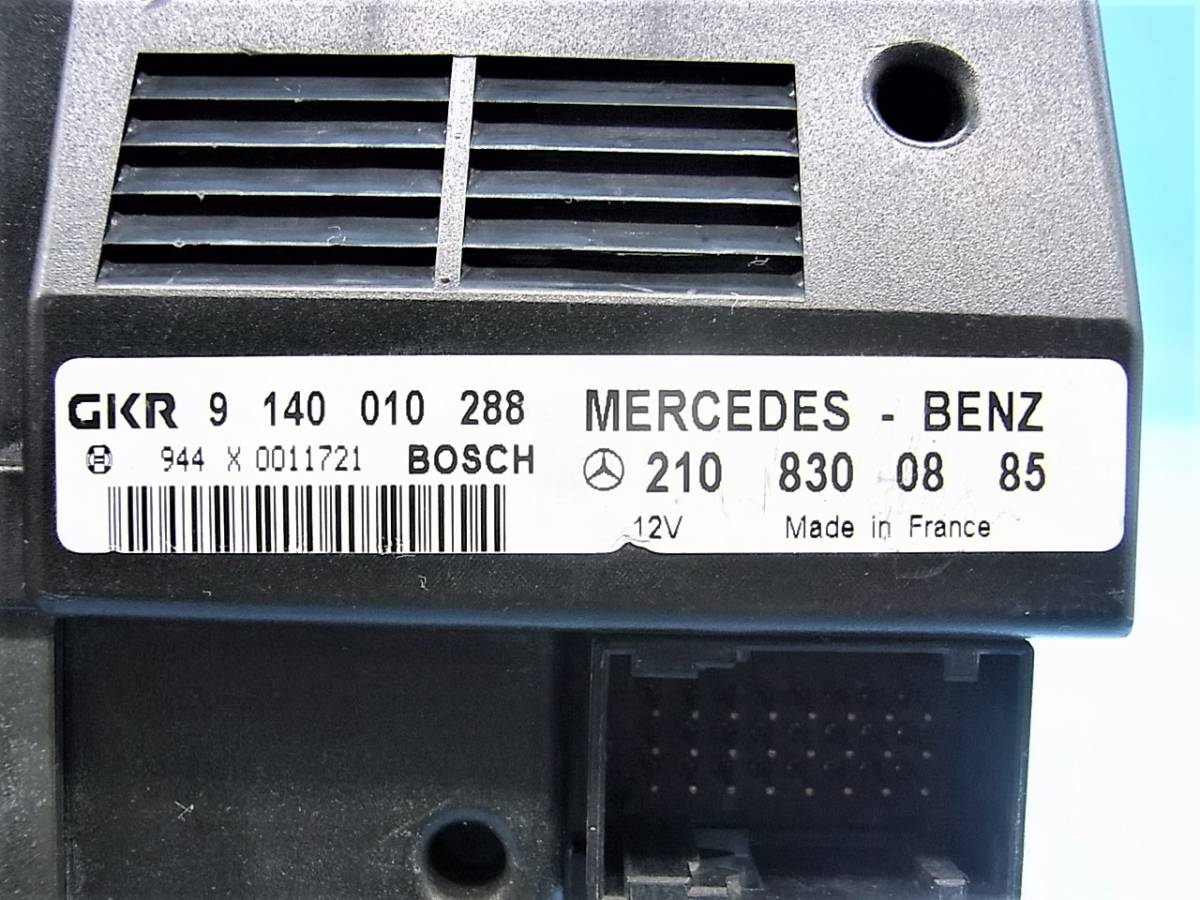 GKR 9 140 010 288
944 X 0011721 BOSCH
MERCEDES - BENZ
210 830 08 85
12V Made in France